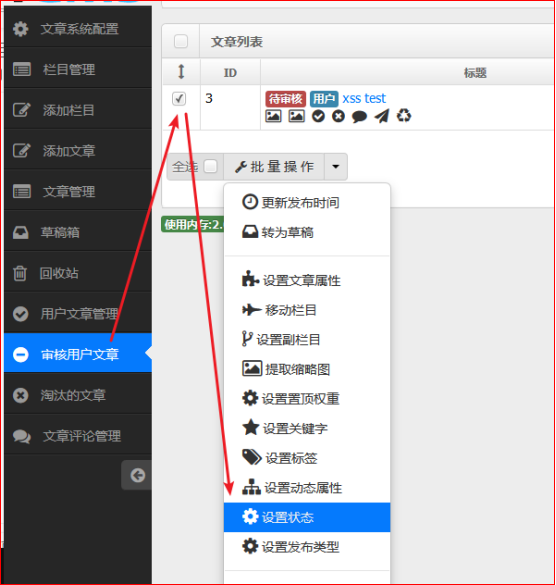 文章系统配置
栏目管理
添加栏目
添加文章
文章管理
草稿箱
回收站
用户文章管理
审核用户文章
淘汰的文章
文章评论管理
文章列表
ID
标题
3
待审核 用户 xss test
全选 批量操作
使用内存:2.
更新发布时间
转为草稿
设置文章属性
移动栏目
设置副栏目
提取缩略图
设置置顶权重
设置关键字
设置标签
设置动态属性
设置状态
设置发布类型